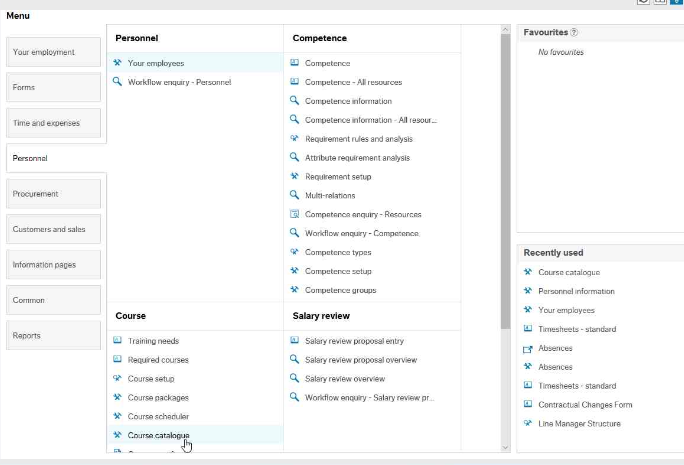 Menu
Your employment
Forms
Time and expenses
Personnel
Procurement
Customers and sales
Information pages
Common
Reports
Personnel
Your employees
Workflow enquiry - Personnel
Competence
Competence
Competence - All resources
Competence information
Competence information - All resour...
Requirement rules and analysis
Attribute requirement analysis
Requirement setup
Multi-relations
Competence enquiry - Resources
Workflow enquiry - Competence
Competence types
Competence setup
Competence groups
Course
Training needs
Required courses
Course setup
Course packages
Course scheduler
Course catalogue
Salary review
Salary review proposal entry
Salary review proposal overview
Salary review overview
Workflow enquiry - Salary review pr...
Favourites ?
No favourites
Recently used
Course catalogue
Personnel information
Your employees
Timesheets - standard
Absences
Absences
Timesheets - standard
Contractual Changes Form
Line Manager Structure